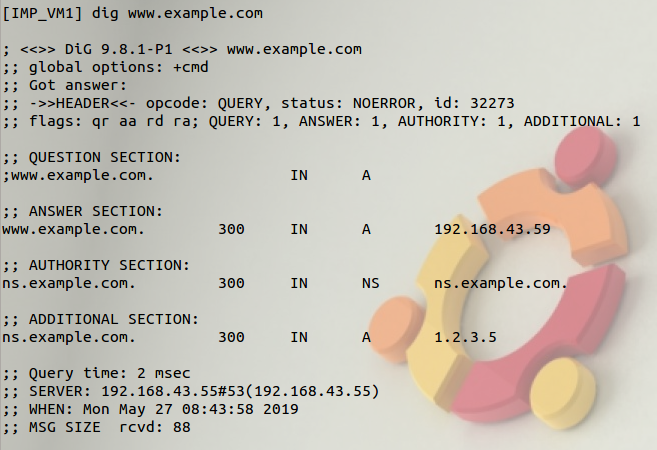 [IMP_VM1] dig www.example.com
; <<>> DiG 9.8.1-P1 <<>> www.example.com
;; global options: +cmd
;; Got answer:
;; ->>HEADER<<- opcode: QUERY, status: NOERROR, id: 32273
;; flags: qr aa rd ra; QUERY: 1, ANSWER: 1, AUTHORITY: 1, ADDITIONAL: 1
;; QUESTION SECTION:
;www.example.com. IN A
;; ANSWER SECTION:
www.example.com. 300 IN A 192.168.43.59
;; AUTHORITY SECTION:
ns.example.com. 300 IN NS ns.example.com.
;; ADDITIONAL SECTION:
ns.example.com. 300 IN A 1.2.3.5
;; Query time: 2 msec
;; SERVER: 192.168.43.55#53(192.168.43.55)
;; WHEN: Mon May 27 08:43:58 2019
;; MSG SIZE rcvd: 88